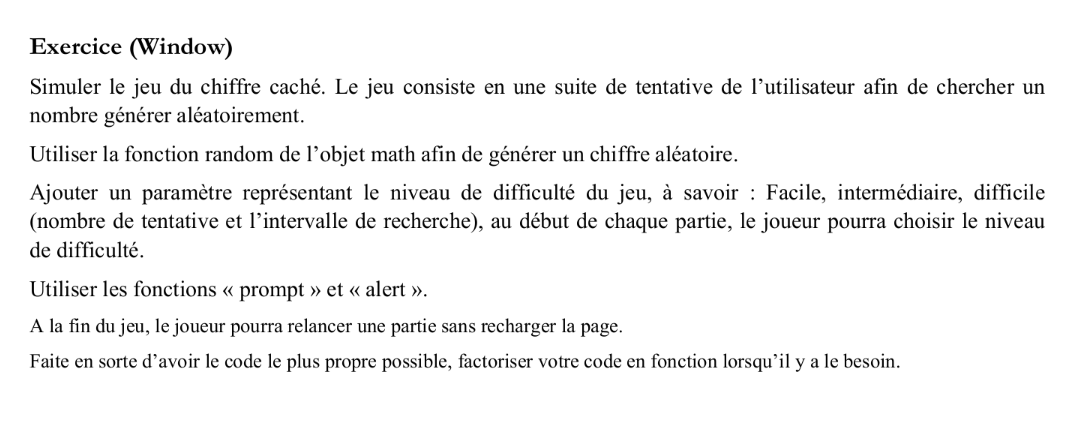 Exercice (Window)
Simuler le jeu du chiffre caché. Le jeu consiste en une suite de tentative de l’utilisateur afin de chercher un
nombre générer aléatoirement.
Utiliser la fonction random de l’objet math afin de générer un chiffre aléatoire.
Ajouter un paramètre représentant le niveau de difficulté du jeu, à savoir : Facile, intermédiaire, difficile
(nombre de tentative et l’intervalle de recherche), au début de chaque partie, le joueur pourra choisir le niveau
de difficulté.
Utiliser les fonctions « prompt » et « alert ».
A la fin du jeu, le joueur pourra relancer une partie sans recharger la page.
Faite en sorte d’avoir le code le plus propre possible, factoriser votre code en fonction lorsqu’il y a le besoin.